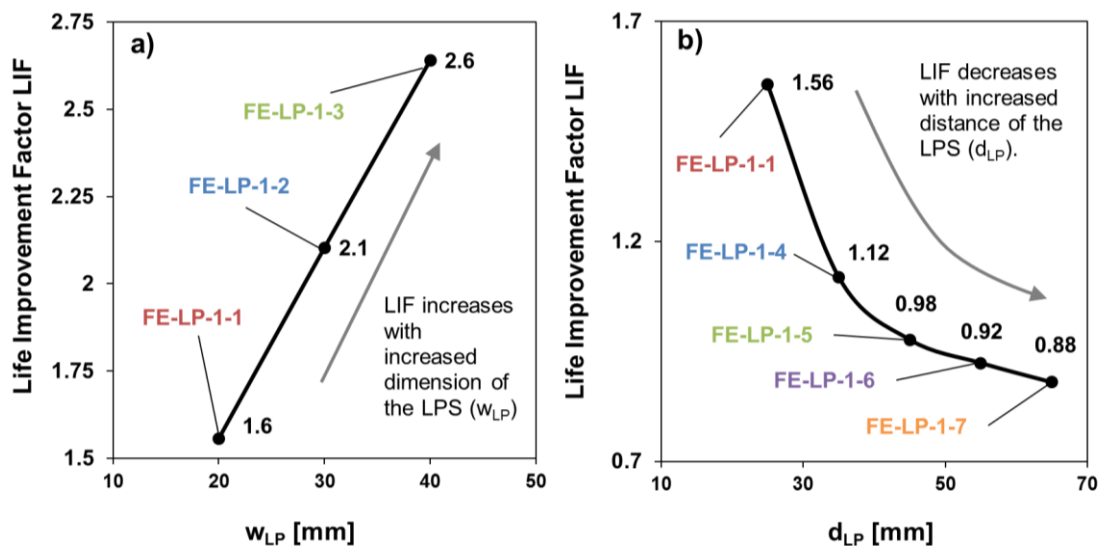 a)
Life Improvement Factor LIF
2.75
2.5
2.25
2
1.75
1.5
10
20
30
40
50
w_LP [mm]
2.6
FE-LP-1-3
FE-LP-1-2
2.1
FE-LP-1-1
1.6
LIF increases
with
increased
dimension of
the LPS (w_LP)
b)
Life Improvement Factor LIF
1.7
1.2
0.7
10
30
50
70
d_LP [mm]
1.56
LIF decreases
with increased
distance of the
LPS (d_LP).
FE-LP-1-1
FE-LP-1-4
1.12
0.98
0.92
0.88
FE-LP-1-5
FE-LP-1-6
FE-LP-1-7